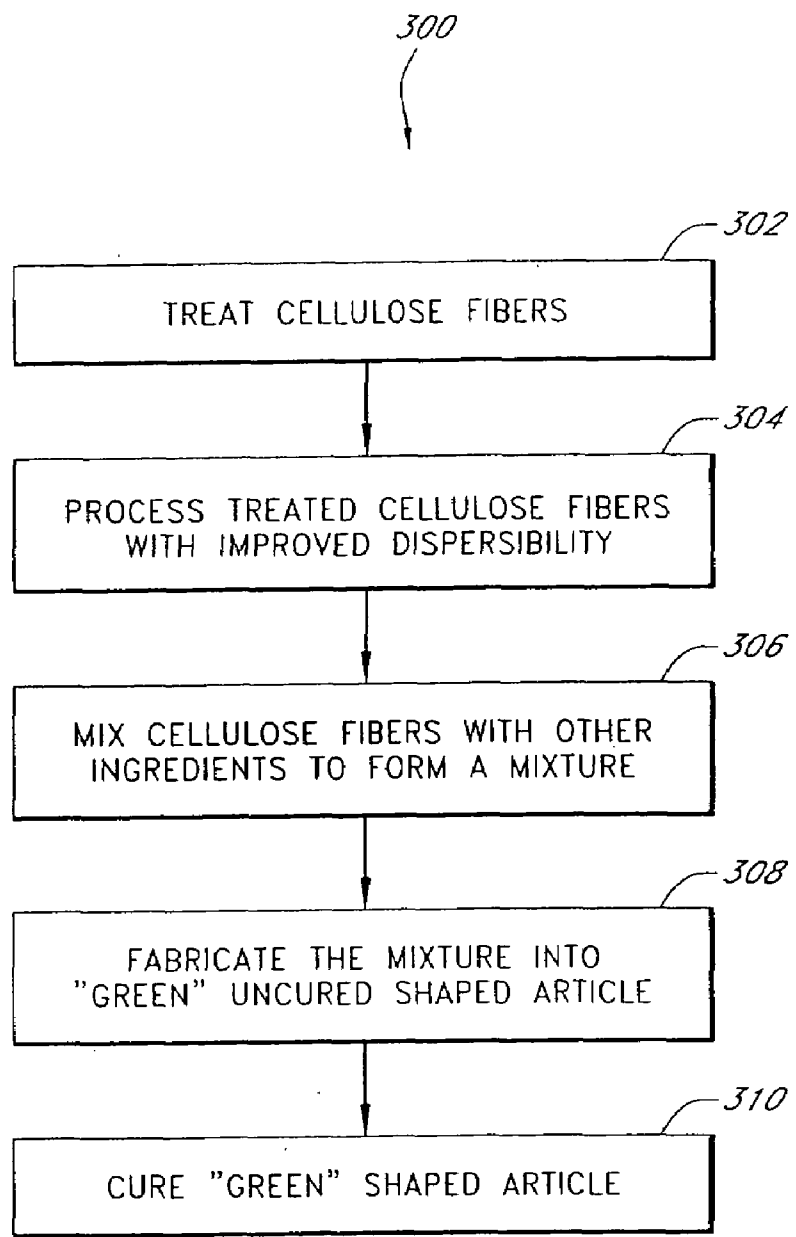 300
302
TREAT CELLULOSE FIBERS
304
PROCESS TREATED CELLULOSE FIBERS
WITH IMPROVED DISPERSIBILITY
306
MIX CELLULOSE FIBERS WITH OTHER
INGREDIENTS TO FORM A MIXTURE
308
FABRICATE THE MIXTURE INTO
"GREEN" UNCURED SHAPED ARTICLE
310
CURE "GREEN" SHAPED ARTICLE